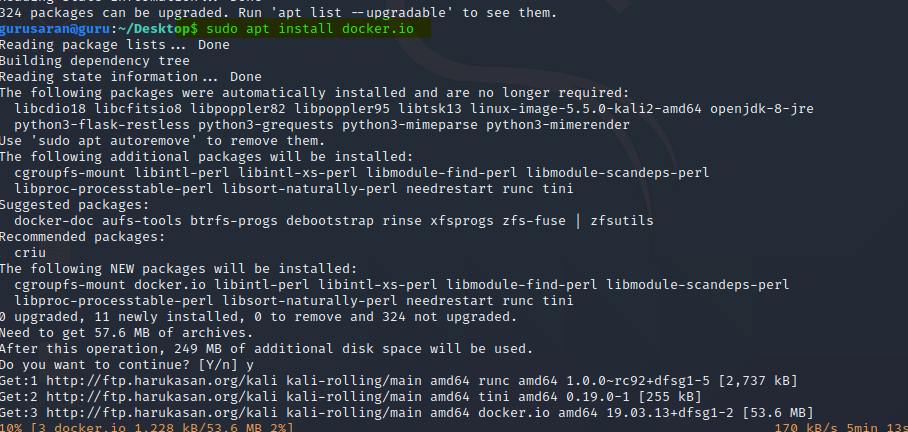 324 packages can be upgraded. Run 'apt list --upgradable' to see them.
gurusaran@guru:~/Desktop$ sudo apt install docker.io
Reading package lists... Done
Building dependency tree
Reading state information... Done
The following packages were automatically installed and are no longer required:
  libcdio18 libcfitsio8 libpoppler82 libpoppler95 libtsk13 linux-image-5.5.0-kali2-amd64 openjdk-8-jre
  python3-flask-restless python3-grequests python3-mimeparse python3-mimerender
Use 'sudo apt autoremove' to remove them.
The following additional packages will be installed:
  cgroupfs-mount libintl-perl libintl-xs-perl libmodule-find-perl libmodule-scandeps-perl
  libproc-processtable-perl libsort-naturally-perl needrestart runc tini
Suggested packages:
  docker-doc aufs-tools btrfs-progs debootstrap rinse xfsprogs zfs-fuse | zfsutils
Recommended packages:
  criu
The following NEW packages will be installed:
  cgroupfs-mount docker.io libintl-perl libintl-xs-perl libmodule-find-perl libmodule-scandeps-perl
  libproc-processtable-perl libsort-naturally-perl needrestart runc tini
0 upgraded, 11 newly installed, 0 to remove and 324 not upgraded.
Need to get 57.6 MB of archives.
After this operation, 249 MB of additional disk space will be used.
Do you want to continue? [Y/n] y
Get:1 http://ftp.harukasan.org/kali kali-rolling/main amd64 runc amd64 1.0.0~rc92+dfsg1-5 [2,737 kB]
Get:2 http://ftp.harukasan.org/kali kali-rolling/main amd64 tini amd64 0.19.0-1 [255 kB]
Get:3 http://ftp.harukasan.org/kali kali-rolling/main amd64 docker.io amd64 19.03.13+dfsg1-2 [53.6 MB]
10% [3 docker.io 1,228 kB/53.6 MB 2%] 170 kB/s 5min 13s